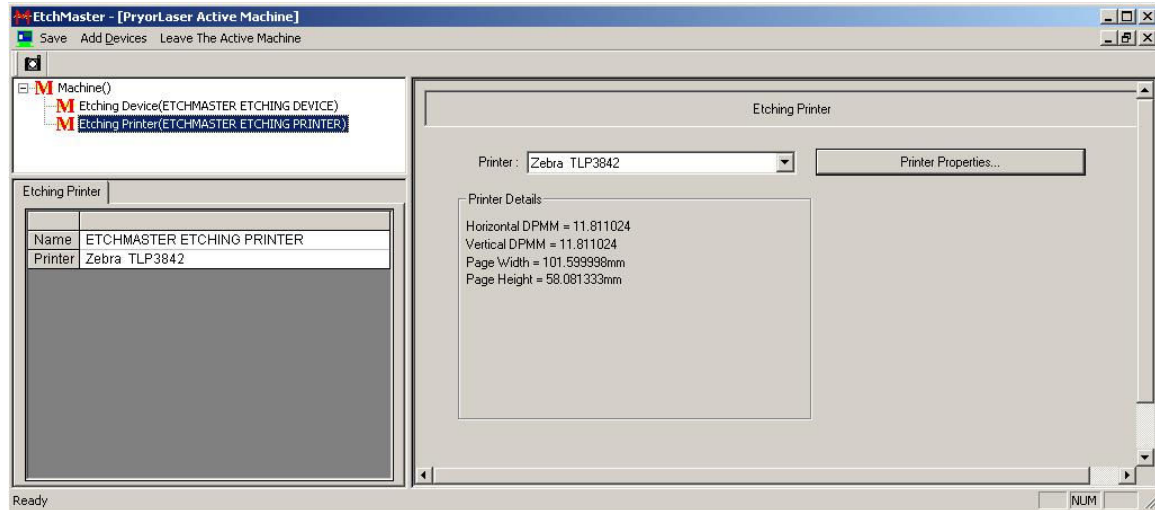 EtchMaster - [PryorLaser Active Machine]
Save Add Devices Leave The Active Machine
Machine()
Etching Device(ETCHMASTER ETCHING DEVICE)
Etching Printer(ETCHMASTER ETCHING PRINTER)
Etching Printer
Name ETCHMASTER ETCHING PRINTER
Printer Zebra TLP3842
Etching Printer
Printer : Zebra TLP3842 Printer Properties...
Printer Details
Horizontal DPMM = 11.811024
Vertical DPMM = 11.811024
Page Width = 101.599998mm
Page Height = 58.081333mm
Ready NUM